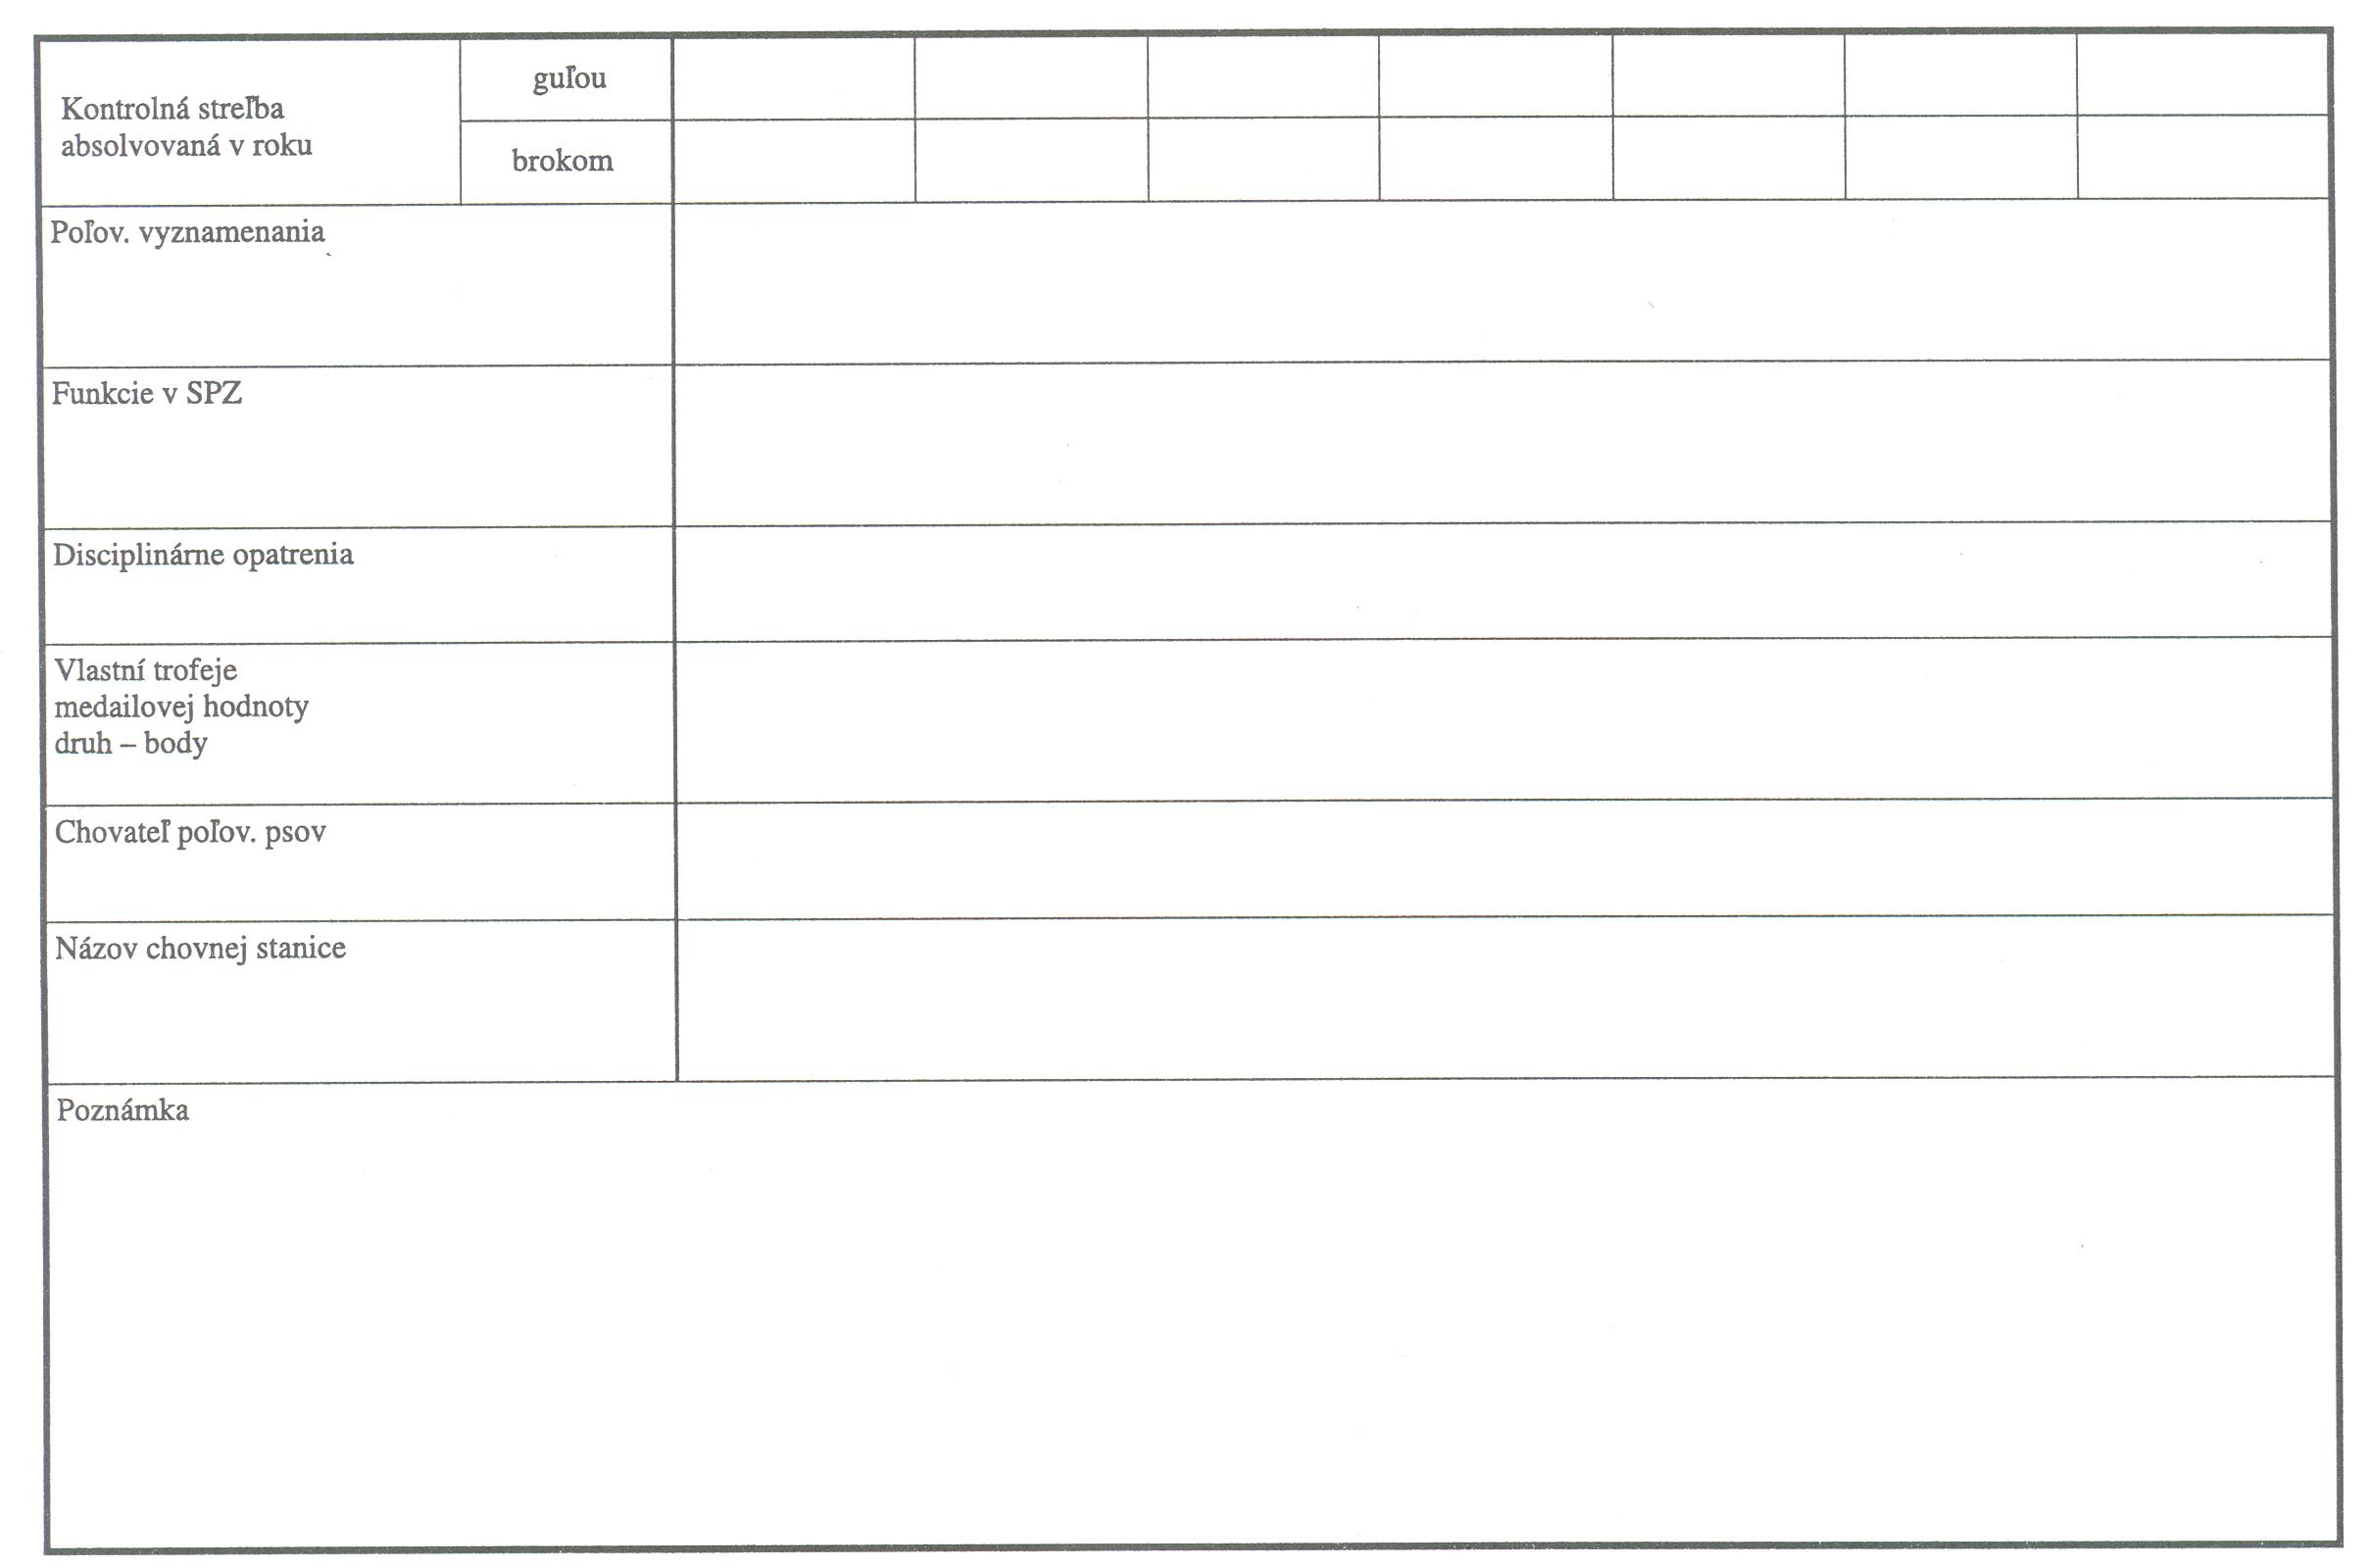 Kontrolná streľba
absolvovaná v roku
guľou
brokom
Poľov. vyznamenania
Funkcie v SPZ
Disciplinárne opatrenia
Vlastní trofeje
medailovej hodnoty
druh – body
Chovateľ poľov. psov
Názov chovnej stanice
Poznámka